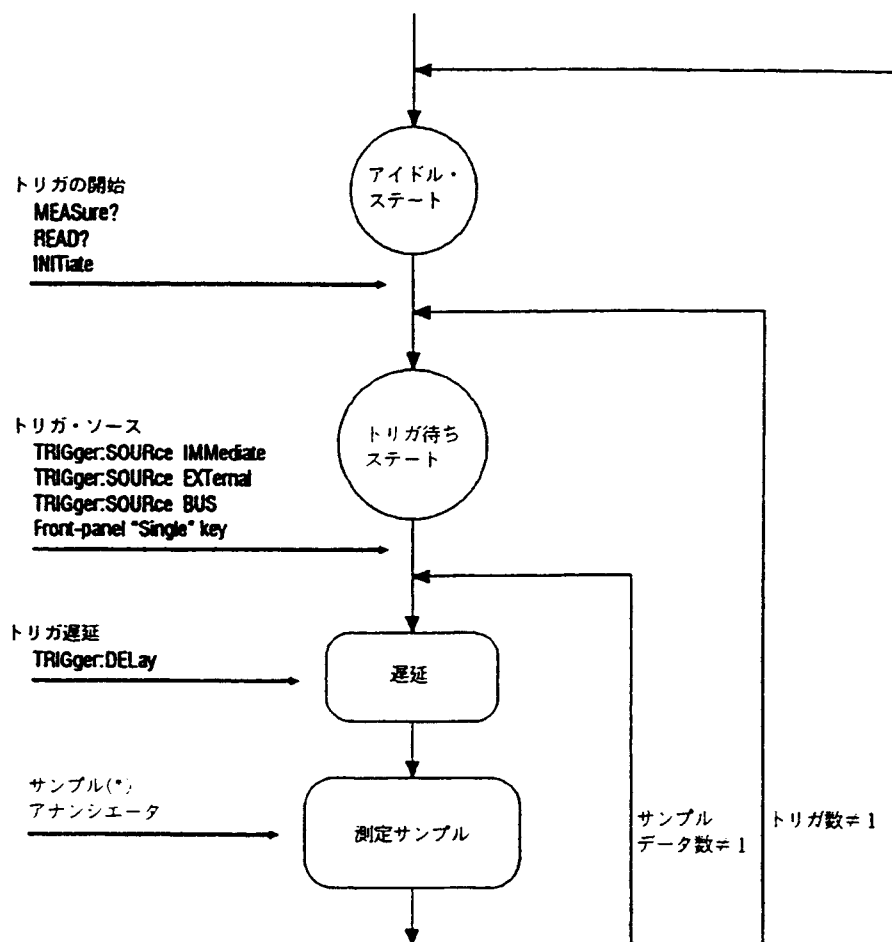 アイドル・
ステート
トリガの開始
MEASure?
READ?
INITiate
トリガ・ソース
TRIGger:SOURce IMMediate
TRIGger:SOURce EXTernal
TRIGger:SOURce BUS
Front-panel "Single" key
トリガ待ち
ステート
トリガ遅延
TRIGger:DELay
遅延
サンプル(*)
アナンシエータ
測定サンプル
サンプル
データ数≠1
トリガ数≠1